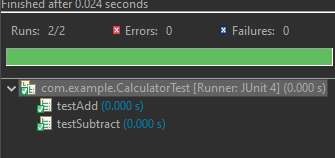 Finished after 0.024 seconds
Runs: 2/2 Errors: 0 Failures: 0
com.example.CalculatorTest [Runner: JUnit 4] (0.000 s)
testAdd (0.000 s)
testSubtract (0.000 s)